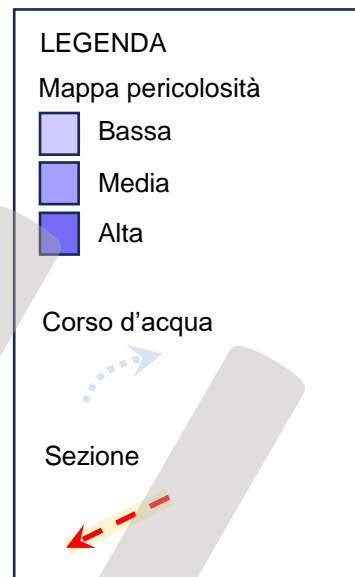 LEGENDA
Mappa pericolosità
Bassa
Media
Alta
Corso d'acqua
Sezione